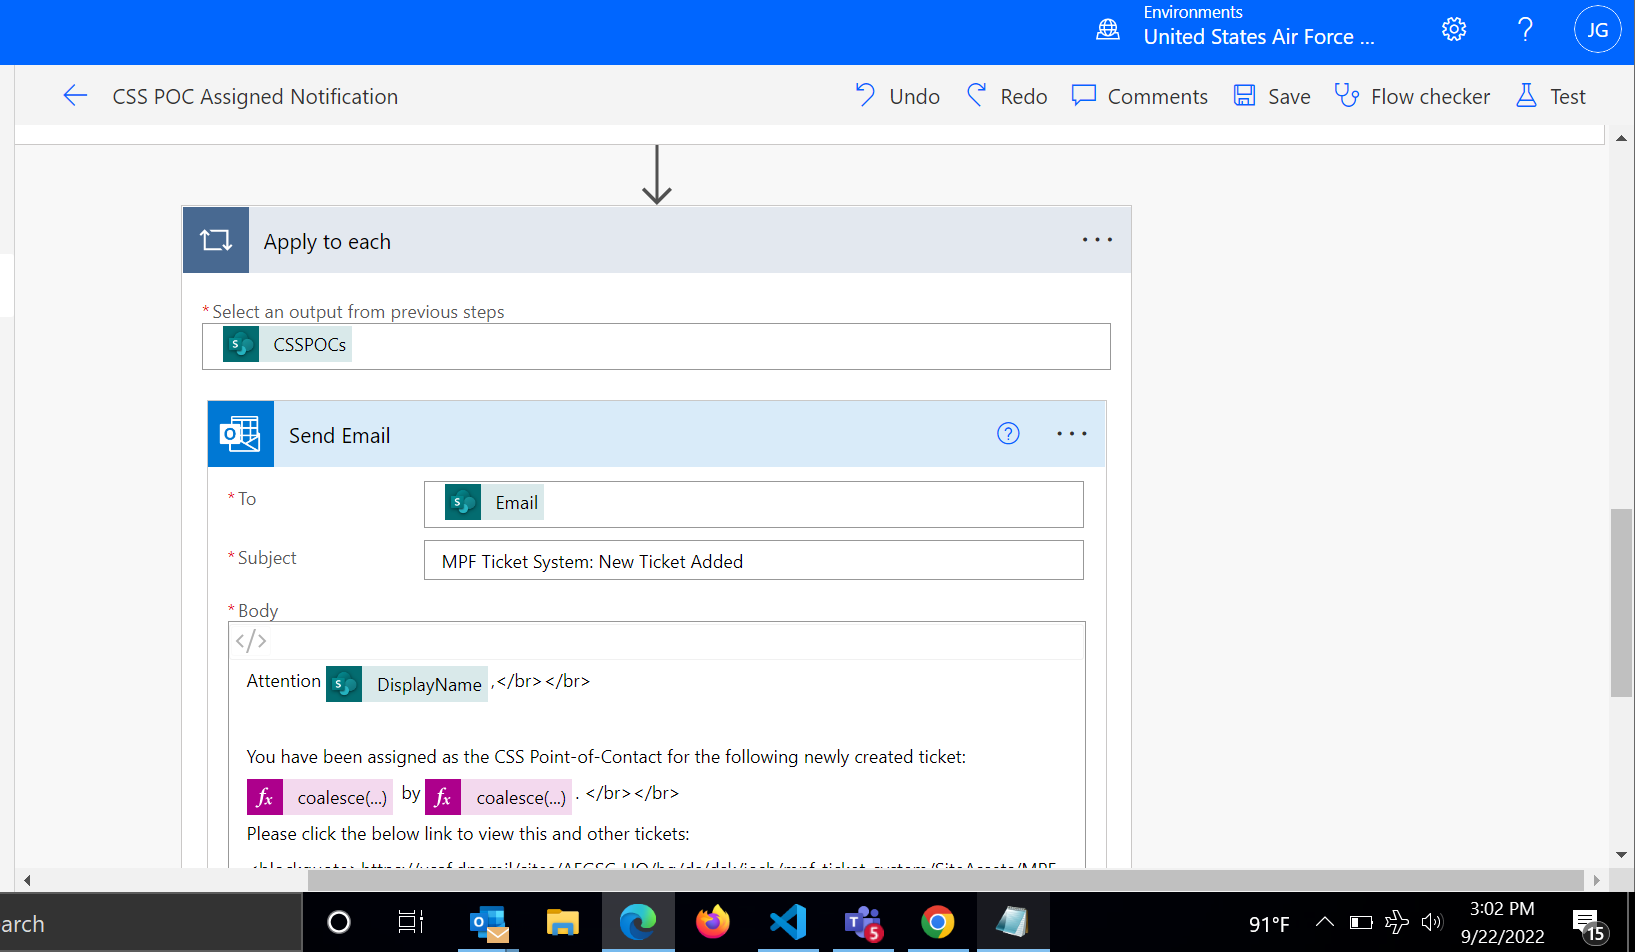 Environments
United States Air Force ...
JG
CSS POC Assigned Notification
Undo
Redo
Comments
Save
Flow checker
Test
Apply to each
* Select an output from previous steps
CSSPOCs
Send Email
* To
Email
* Subject
MPF Ticket System: New Ticket Added
* Body
</>
Attention DisplayName ,</br></br>
You have been assigned as the CSS Point-of-Contact for the following newly created ticket:
fx coalesce(...) by fx coalesce(...) . </br></br>
Please click the below link to view this and other tickets:
arch
5
91°F
3:02 PM
9/22/2022
15